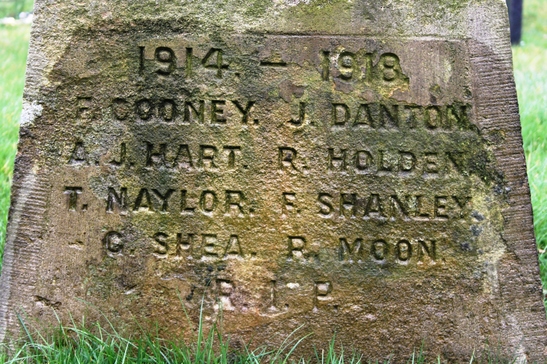 1914. - 1918.
F. COONEY. J. DANTON.
A. J. HART. R. HOLDEN
T. NAYLOR. F. SHANLEY.
C. SHEA. R. MOON.
R. I. P.